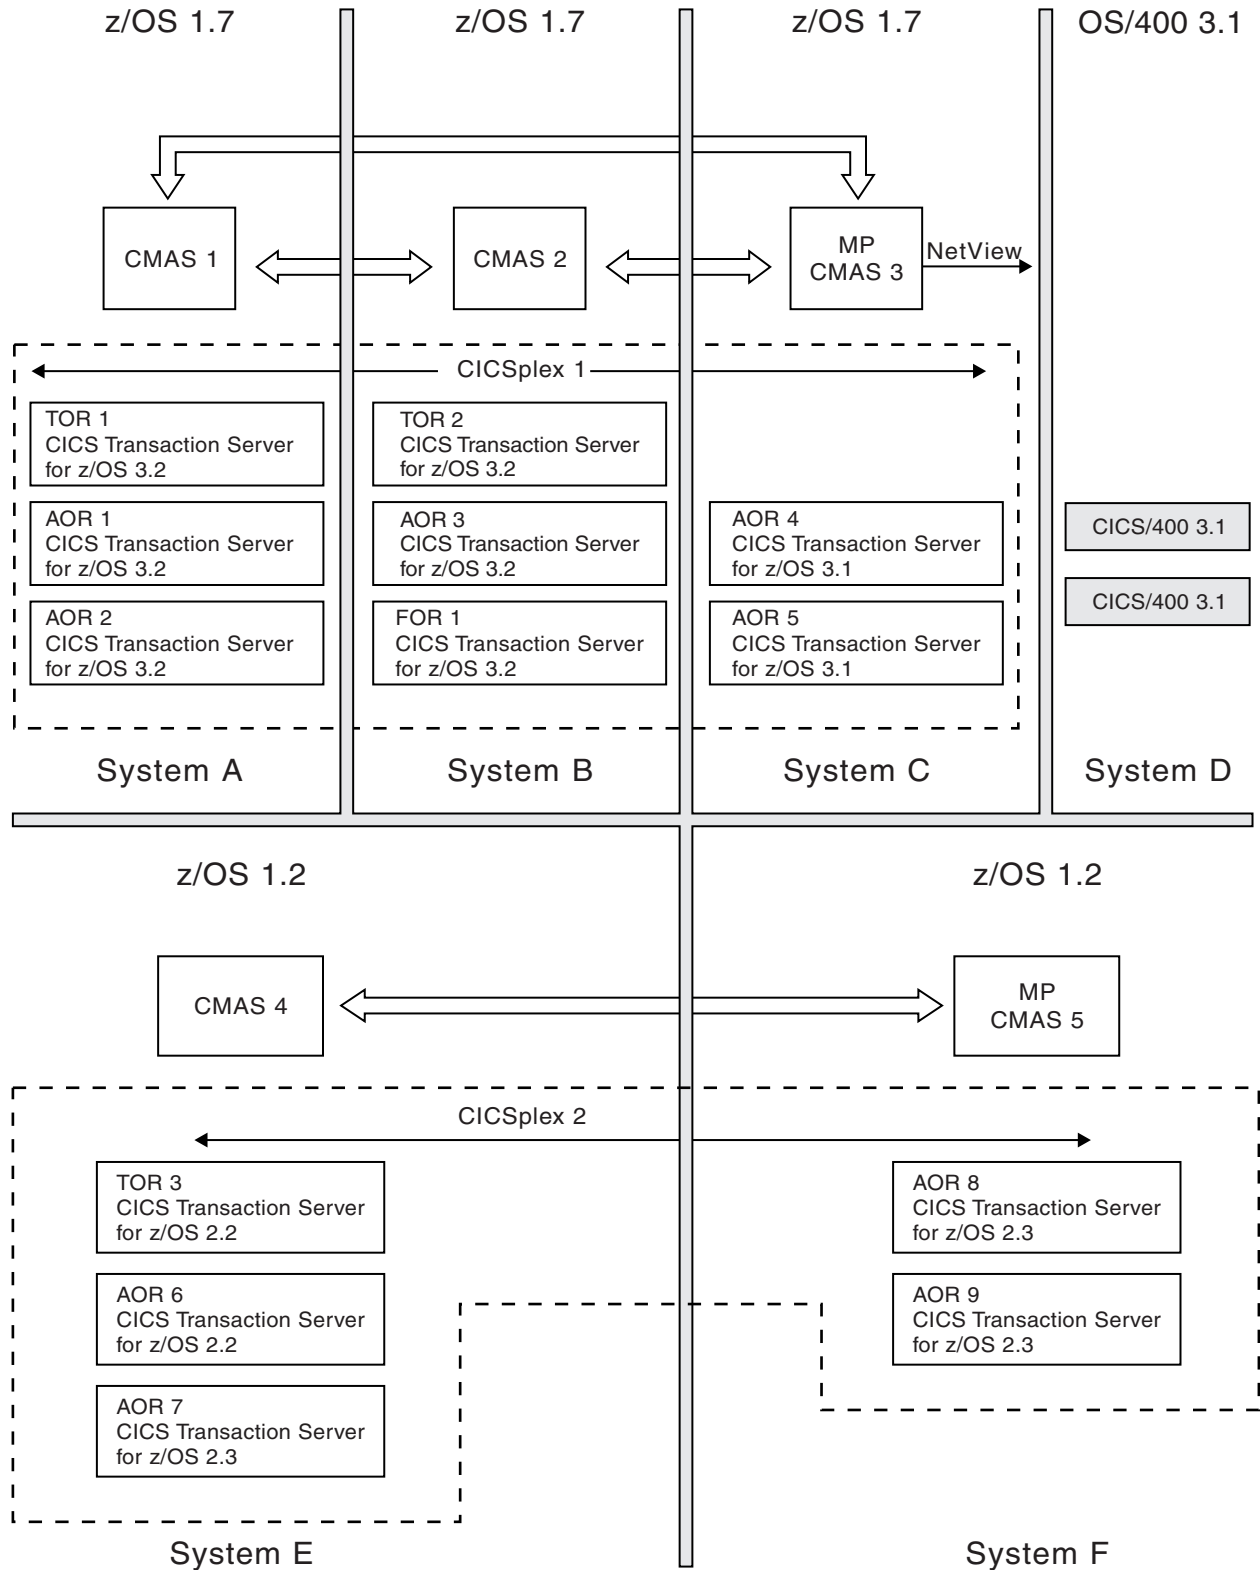 z/OS 1.7
z/OS 1.7
z/OS 1.7
OS/400 3.1
CMAS 1
CMAS 2
MP
CMAS 3
NetView
CICSplex 1
TOR 1
CICS Transaction Server
for z/OS 3.2
TOR 2
CICS Transaction Server
for z/OS 3.2
AOR 1
CICS Transaction Server
for z/OS 3.2
AOR 3
CICS Transaction Server
for z/OS 3.2
AOR 4
CICS Transaction Server
for z/OS 3.1
CICS/400 3.1
AOR 2
CICS Transaction Server
for z/OS 3.2
FOR 1
CICS Transaction Server
for z/OS 3.2
AOR 5
CICS Transaction Server
for z/OS 3.1
CICS/400 3.1
System A
System B
System C
System D
z/OS 1.2
z/OS 1.2
CMAS 4
MP
CMAS 5
CICSplex 2
TOR 3
CICS Transaction Server
for z/OS 2.2
AOR 8
CICS Transaction Server
for z/OS 2.3
AOR 6
CICS Transaction Server
for z/OS 2.2
AOR 9
CICS Transaction Server
for z/OS 2.3
AOR 7
CICS Transaction Server
for z/OS 2.3
System E
System F